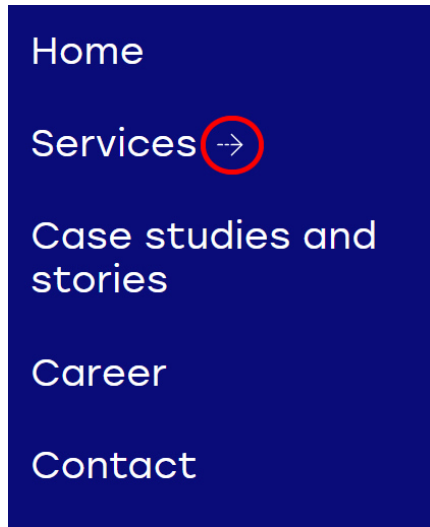 Home
Services
Case studies and
stories
Career
Contact